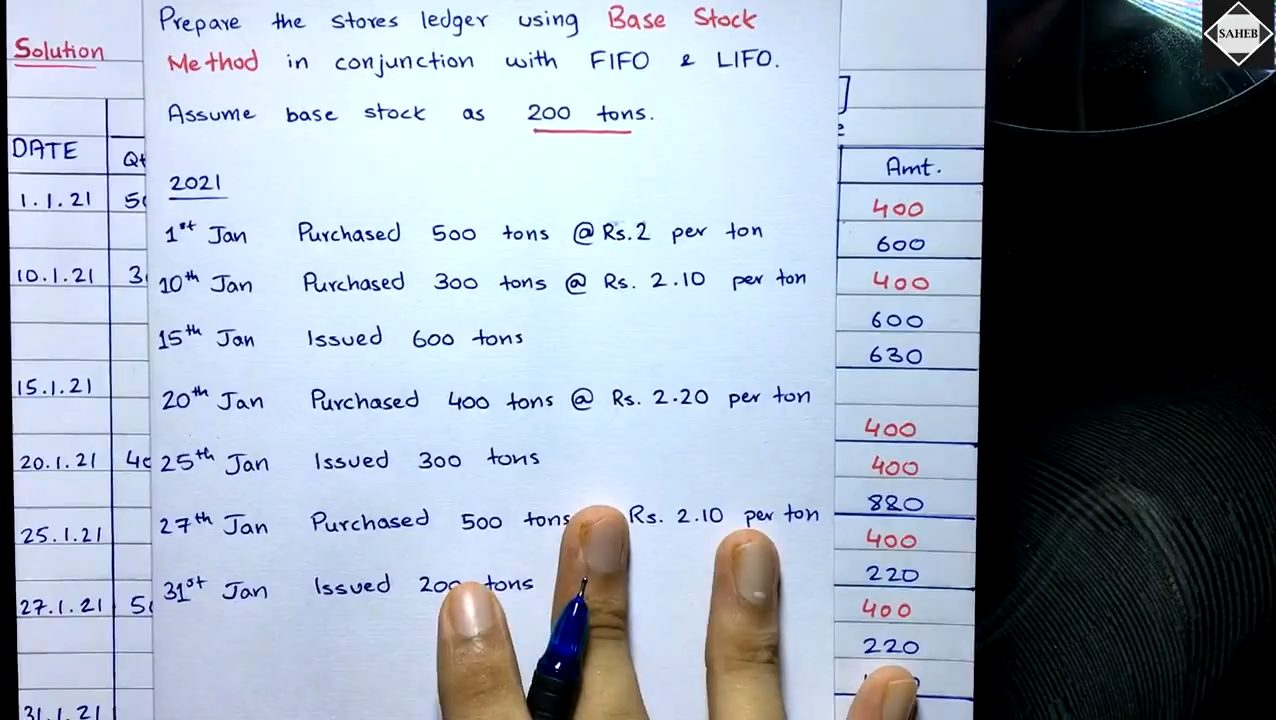 Prepare the stores ledger using Base Stock
Method in conjunction with FIFO & LIFO.
Assume base stock as 200 tons.
2021
1st Jan Purchased 500 tons @ Rs.2 per ton
10th Jan Purchased 300 tons @ Rs. 2.10 per ton
15th Jan Issued 600 tons
20th Jan Purchased 400 tons @ Rs. 2.20 per ton
25th Jan Issued 300 tons
27th Jan Purchased 500 tons Rs. 2.10 per ton
31st Jan Issued 200 tons
Solution
DATE
1.1.21
10.1.21
15.1.21
20.1.21
25.1.21
27.1.21
31.1.21
Amt.
400
600
400
600
630
400
400
880
400
220
400
220
SAHEB